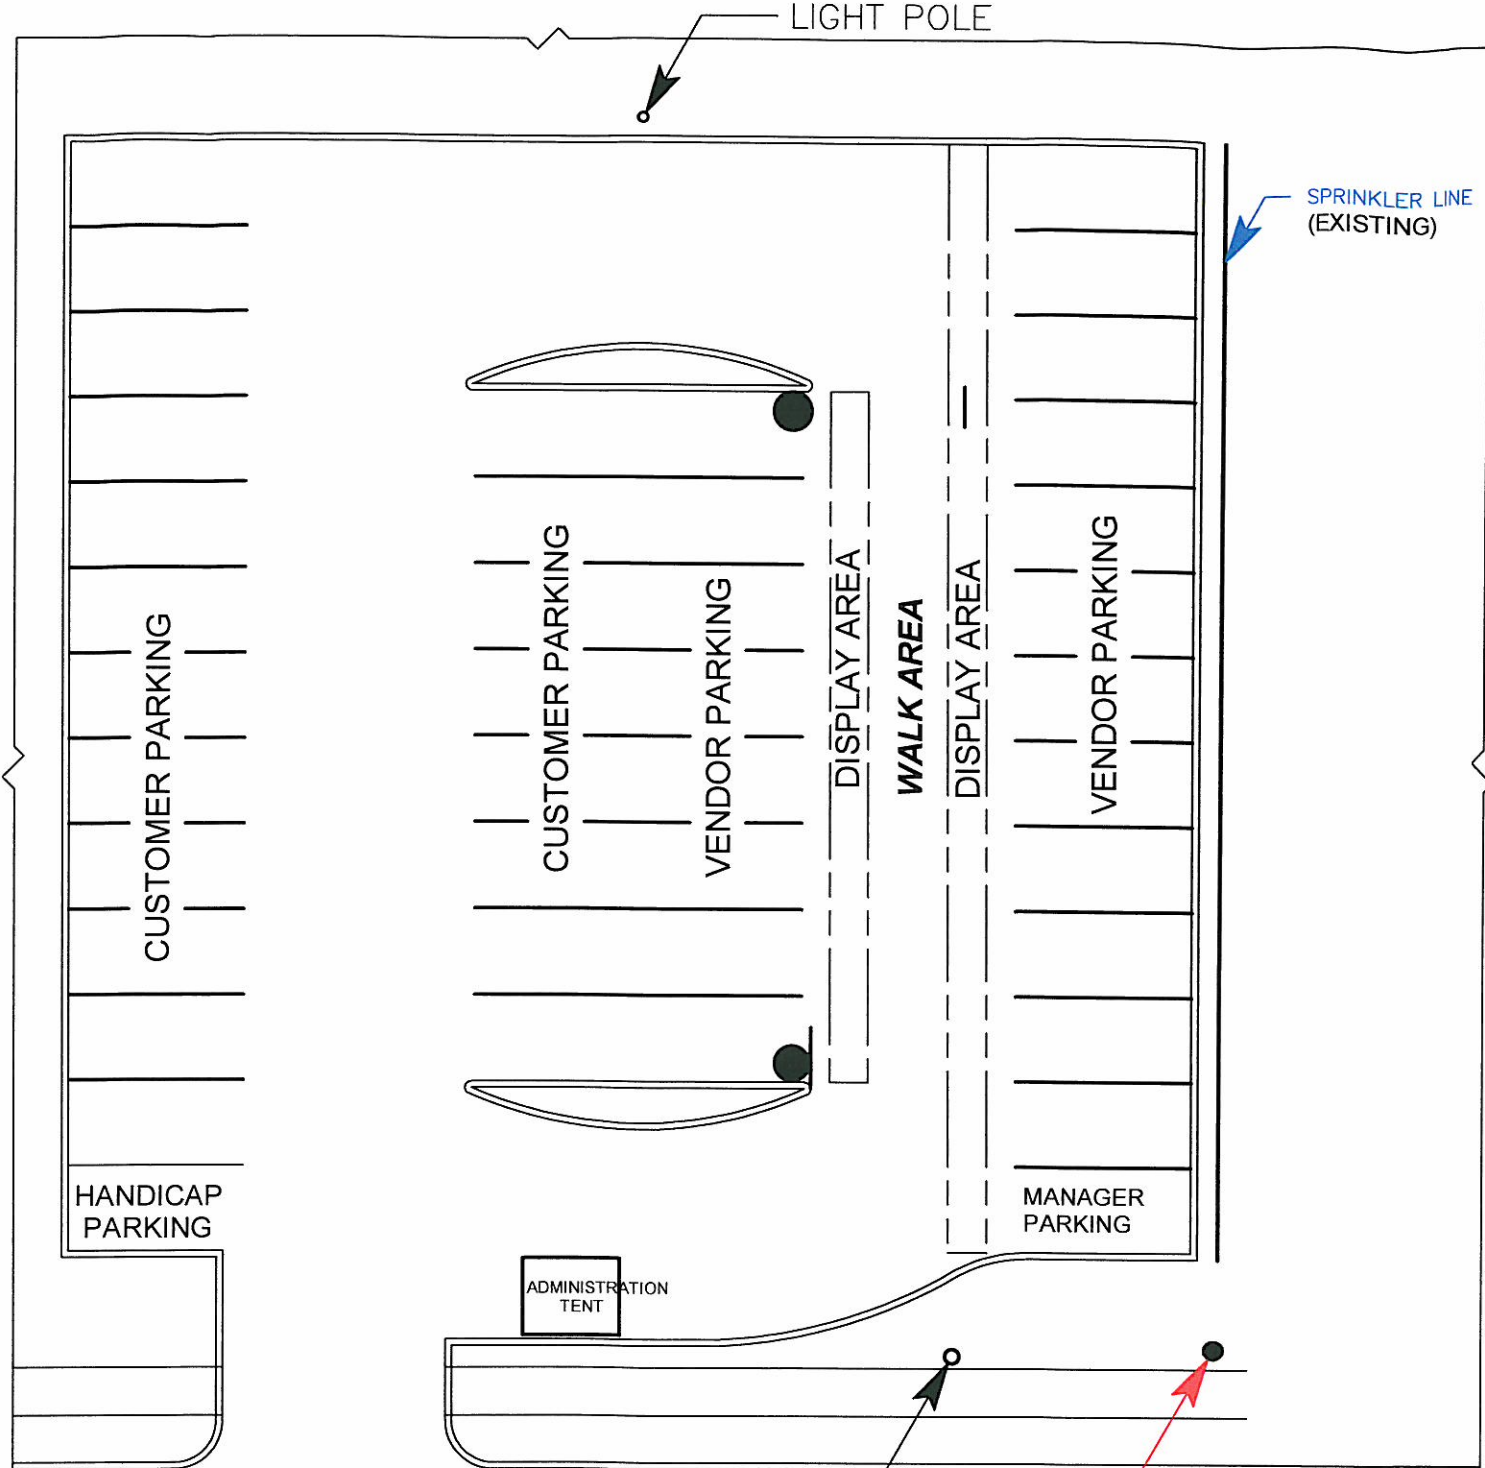 LIGHT POLE
SPRINKLER LINE
(EXISTING)
CUSTOMER PARKING
CUSTOMER PARKING
VENDOR PARKING
DISPLAY AREA
WALK AREA
DISPLAY AREA
VENDOR PARKING
HANDICAP
PARKING
MANAGER
PARKING
ADMINISTRATION
TENT